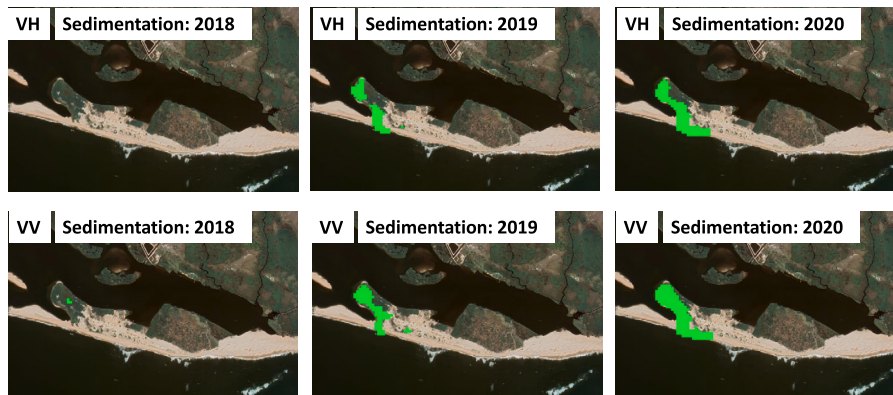 VH Sedimentation: 2018
VH Sedimentation: 2019
VH Sedimentation: 2020
VV Sedimentation: 2018
VV Sedimentation: 2019
VV Sedimentation: 2020